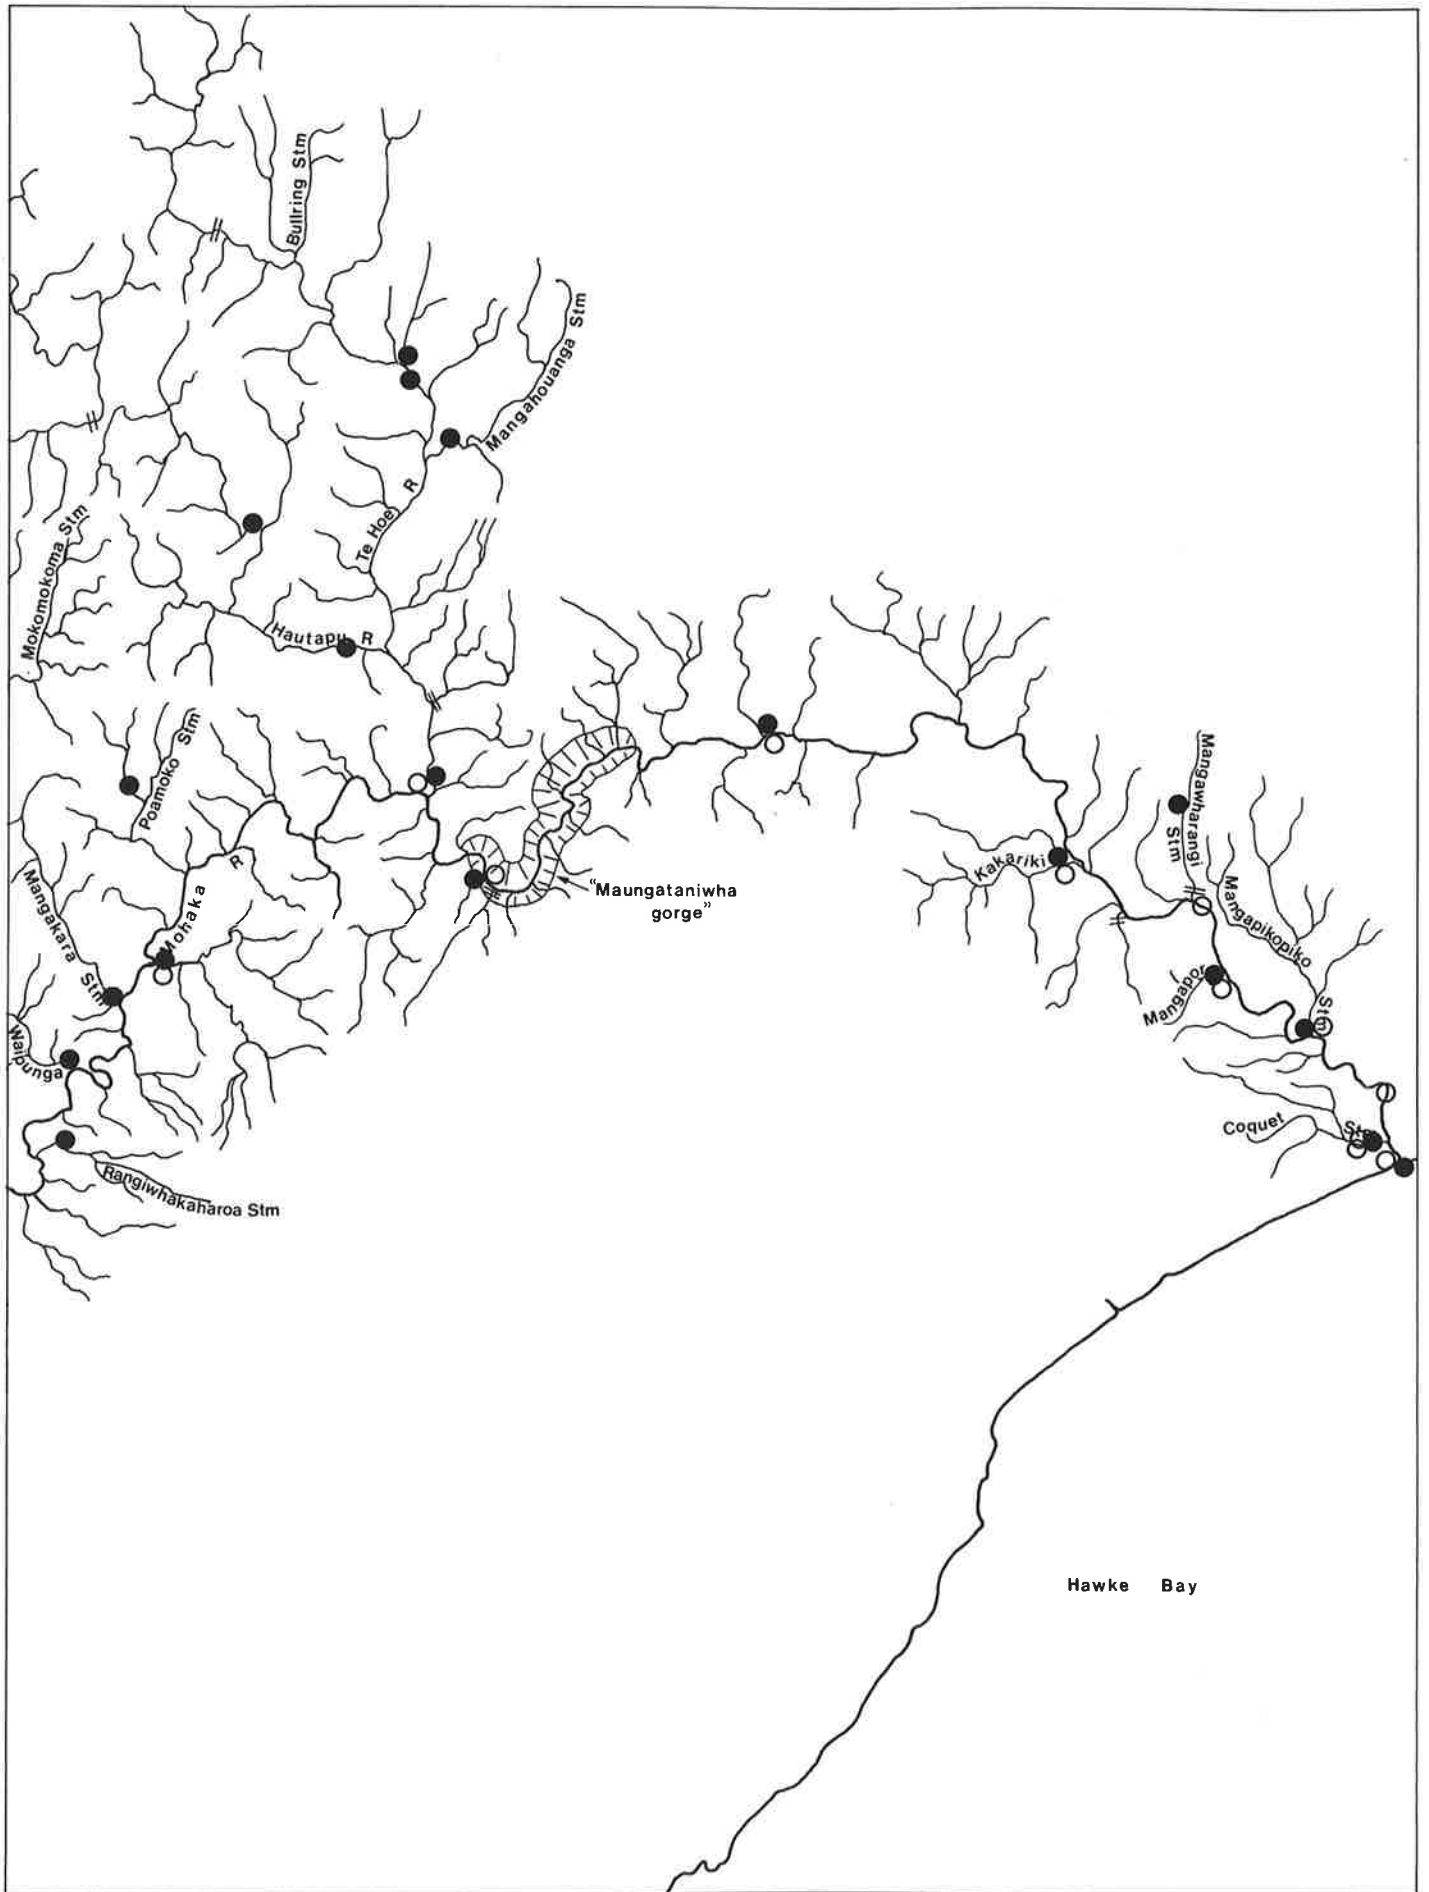 Bullring Stm
Mangahouanga Stm
Te Hoe R
Mokomokoma Stm
Hautapu R
Poamoko Stm
Mangawharangi
Stm
Kakariki
"Maungataniwha
gorge"
Mohaka R
Mangakara Stm
Mangapikopiko
Stm
Mangapor
Waipunga
Coquet Stm
Rangiwhakaharoa Stm
Hawke Bay